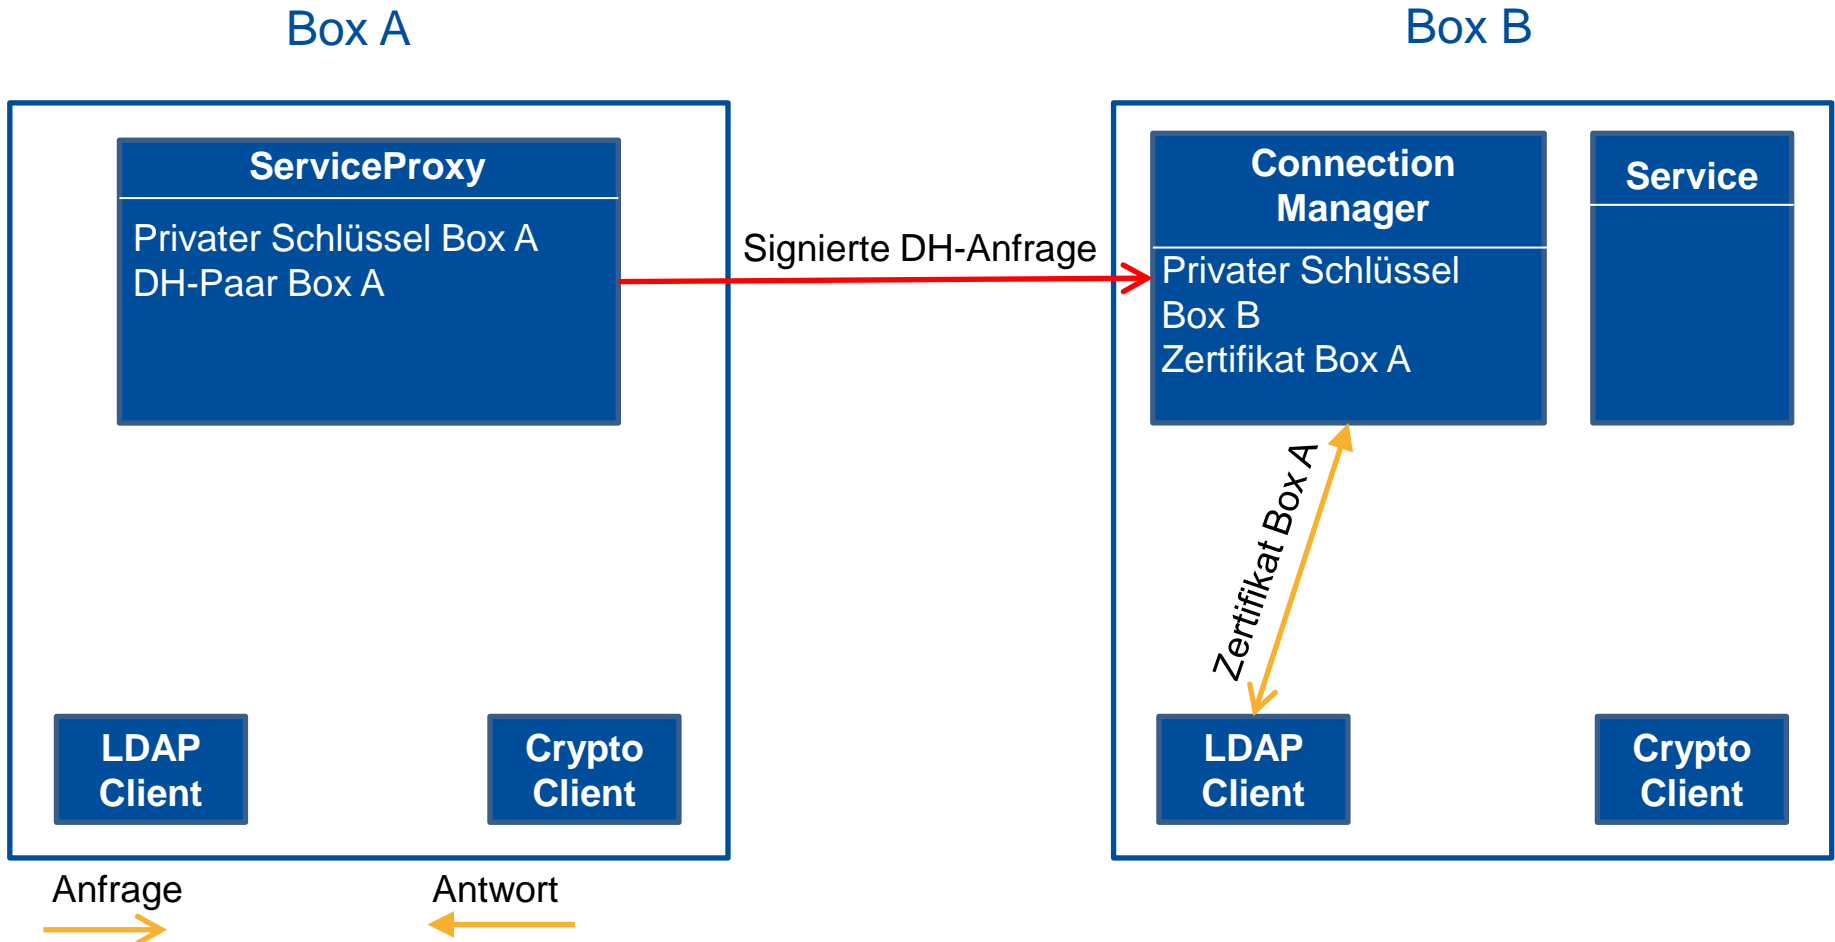 Box A
Box B
ServiceProxy
Privater Schlüssel Box A
DH-Paar Box A
Signierte DH-Anfrage
Connection
Manager
Privater Schlüssel
Box B
Zertifikat Box A
Service
Zertifikat Box A
LDAP
Client
Crypto
Client
LDAP
Client
Crypto
Client
Anfrage
Antwort